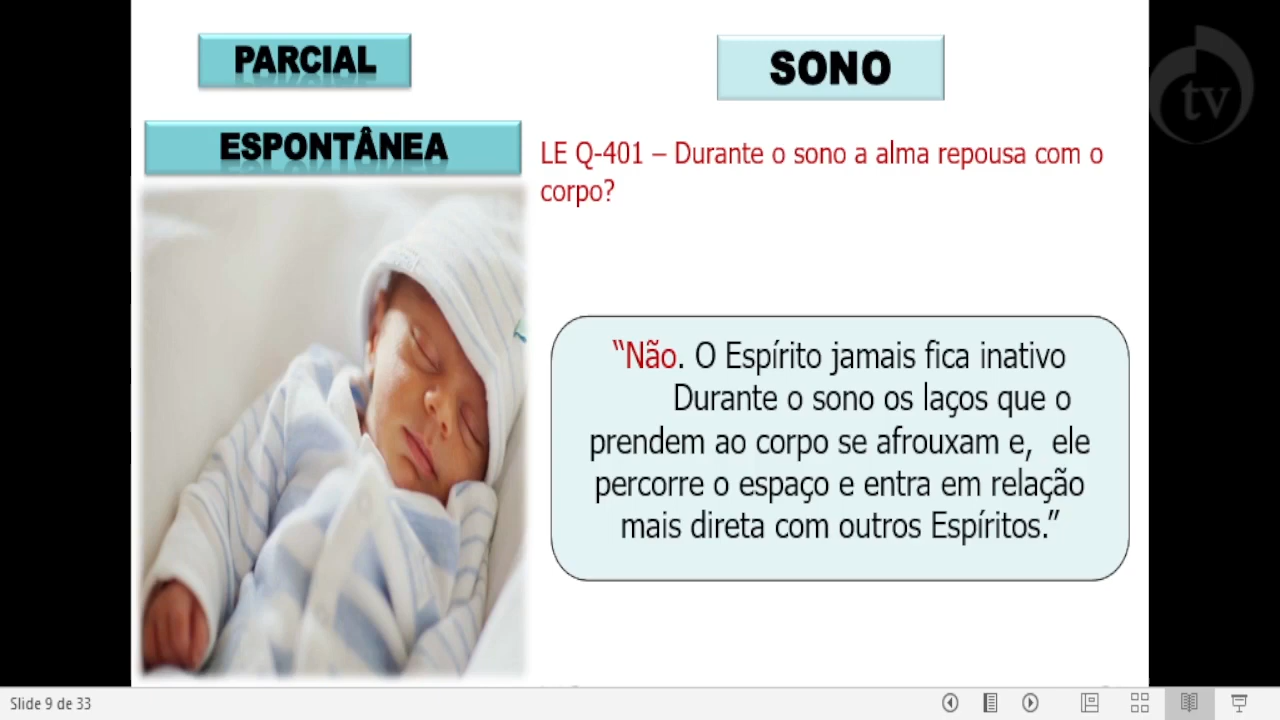 PARCIAL
SONO
ESPONTÂNEA
LE Q-401 – Durante o sono a alma repousa com o
corpo?
“Não. O Espírito jamais fica inativo
Durante o sono os laços que o
prendem ao corpo se afrouxam e, ele
percorre o espaço e entra em relação
mais direta com outros Espíritos.”
tv
Slide 9 de 33